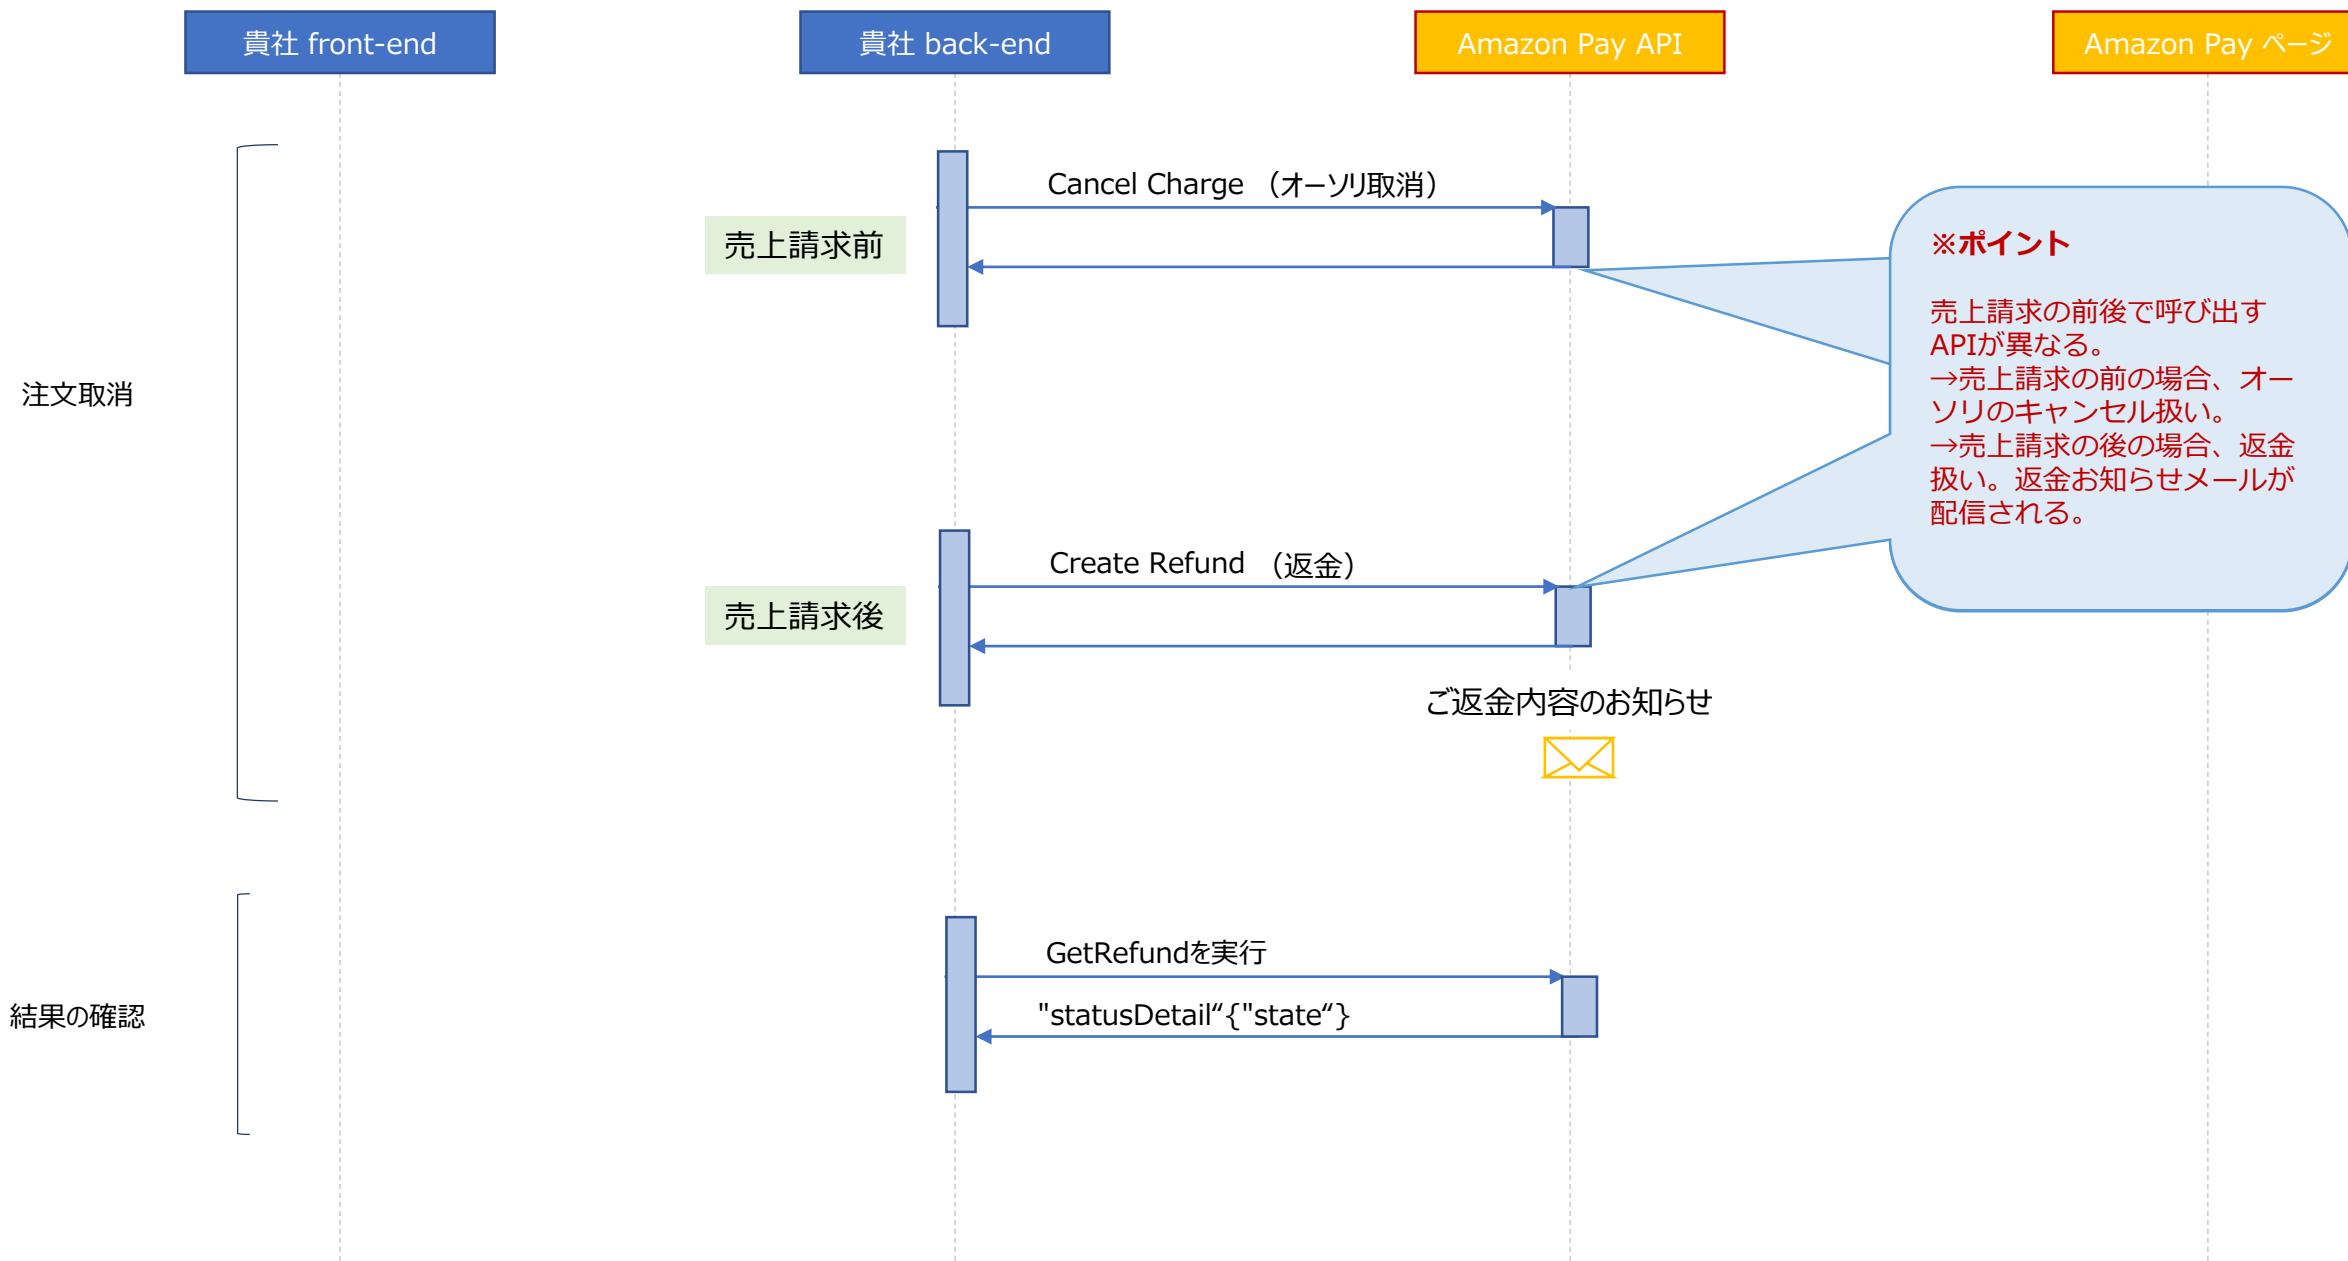 貴社 front-end
貴社 back-end
Amazon Pay API
Amazon Pay ページ
Cancel Charge （オーソリ取消）
売上請求前
※ポイント
売上請求の前後で呼び出す
APIが異なる。
→売上請求の前の場合、オー
ソリのキャンセル扱い。
→売上請求の後の場合、返金
扱い。返金お知らせメールが
配信される。
注文取消
Create Refund （返金）
売上請求後
ご返金内容のお知らせ
GetRefundを実行
"statusDetail“{"state“}
結果の確認